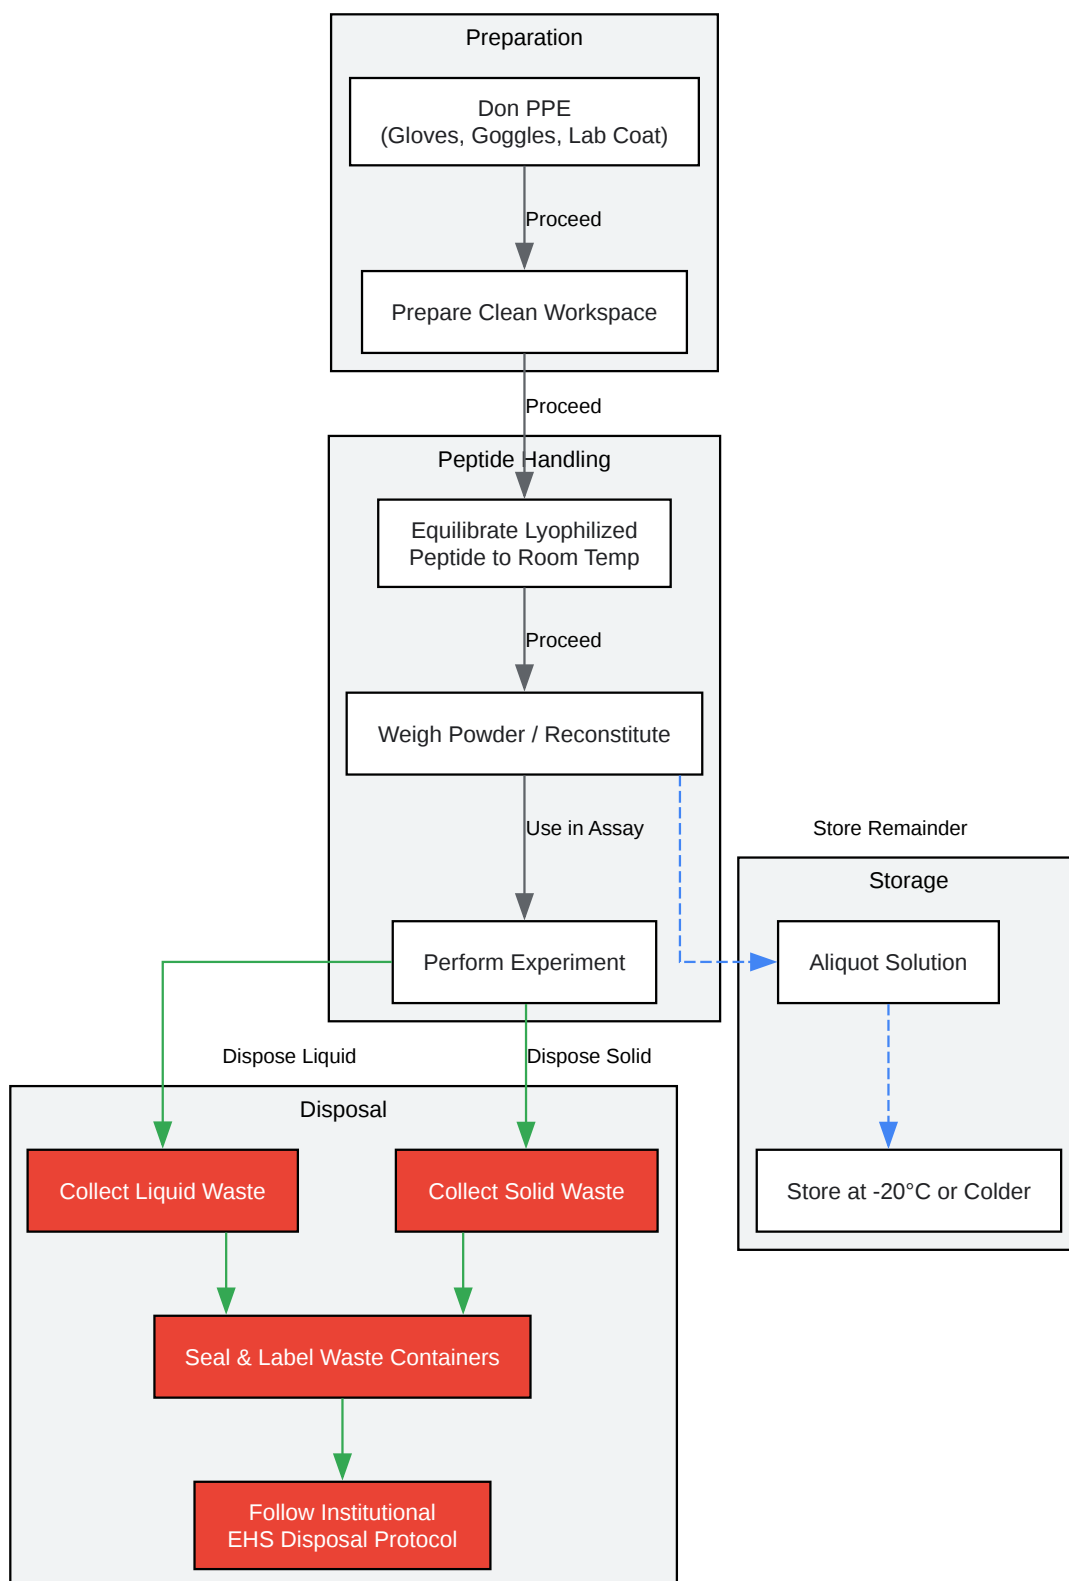 Preparation
Don PPE
(Gloves, Goggles, Lab Coat)
Proceed
Prepare Clean Workspace
Proceed
Peptide Handling
Equilibrate Lyophilized
Peptide to Room Temp
Proceed
Weigh Powder / Reconstitute
Use in Assay
Store Remainder
Storage
Perform Experiment
Aliquot Solution
Dispose Liquid
Dispose Solid
Disposal
Collect Liquid Waste
Collect Solid Waste
Store at -20°C or Colder
Seal & Label Waste Containers
Follow Institutional
EHS Disposal Protocol